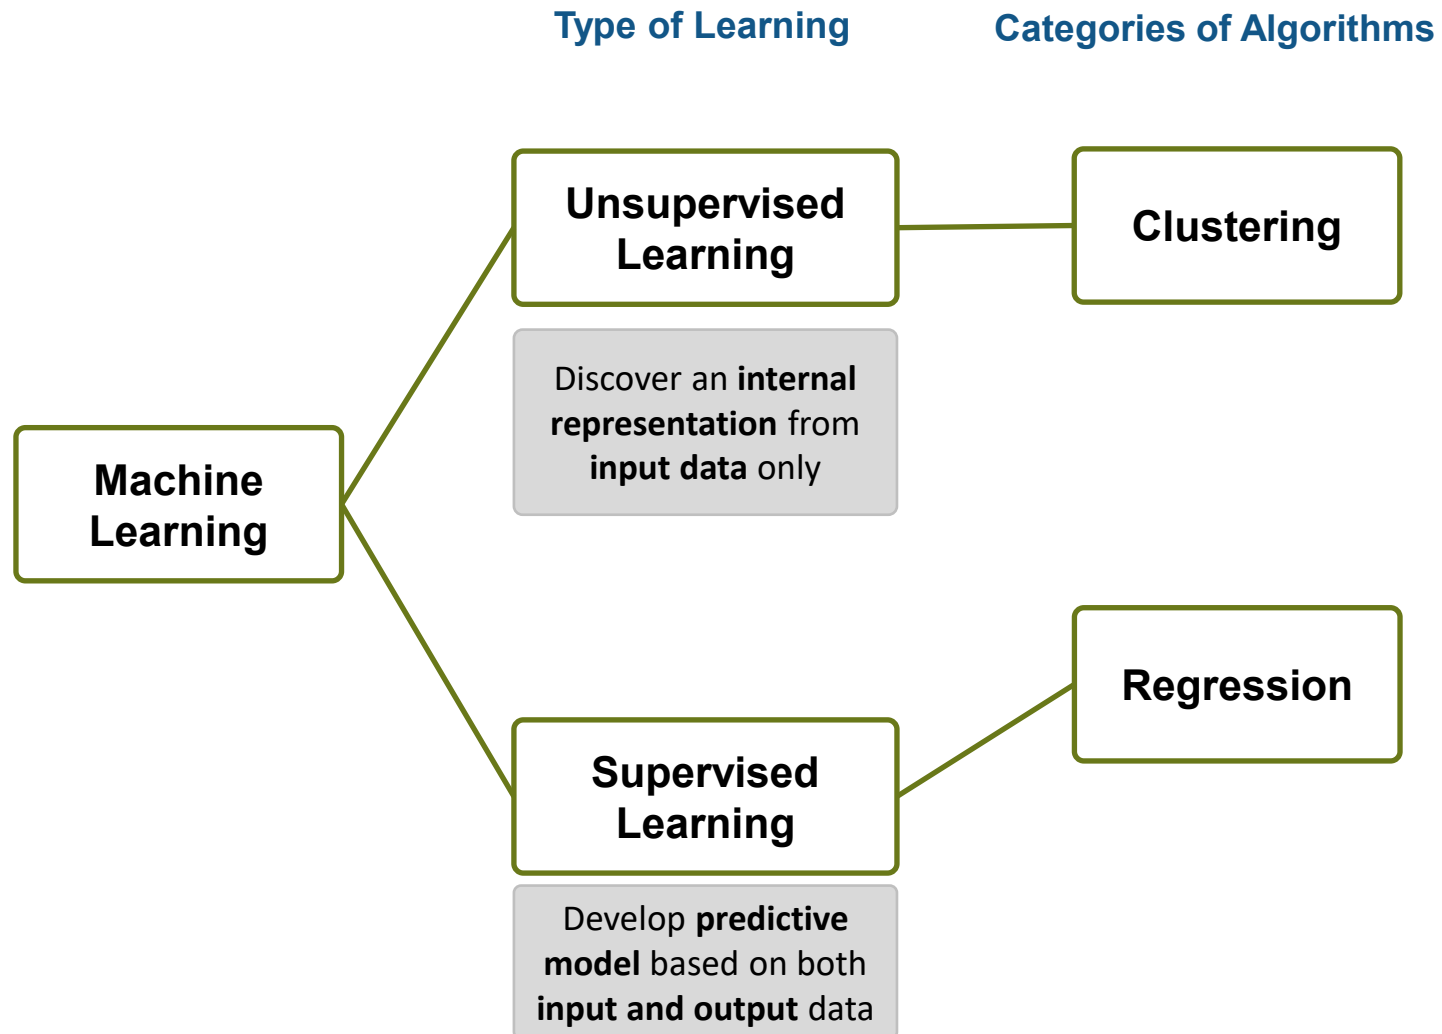 Type of Learning
Categories of Algorithms
Unsupervised
Learning
Clustering
Discover an internal
representation from
input data only
Machine
Learning
Regression
Supervised
Learning
Develop predictive
model based on both
input and output data